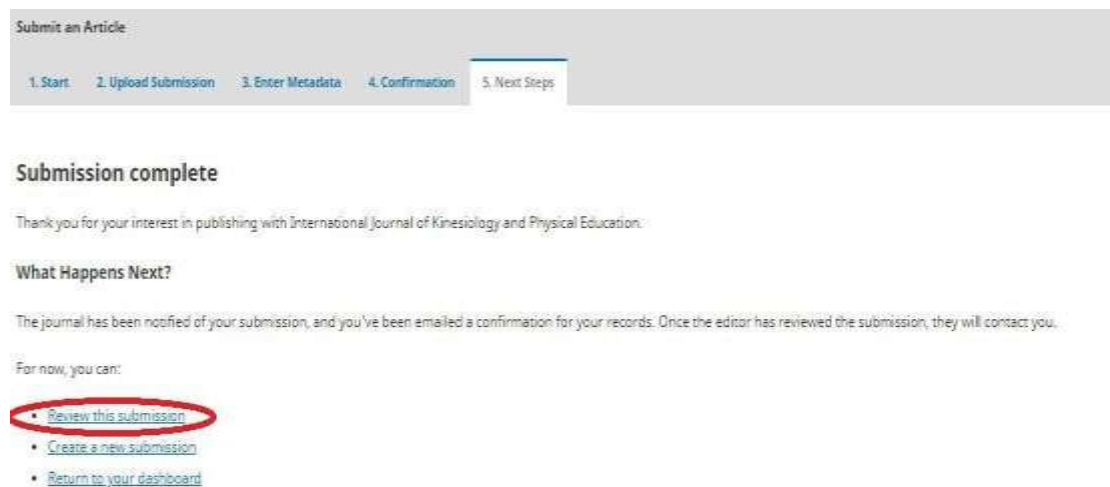 Submit an Article
1. Start 2. Upload Submission 3. Enter Metadata 4. Confirmation 5. Next Steps
Submission complete
Thank you for your interest in publishing with International Journal of Kinesiology and Physical Education.
What Happens Next?
The journal has been notified of your submission, and you've been emailed a confirmation for your records. Once the editor has reviewed the submission, they will contact you.
For now, you can:
• Review this submission
• Create a new submission
• Return to your dashboard